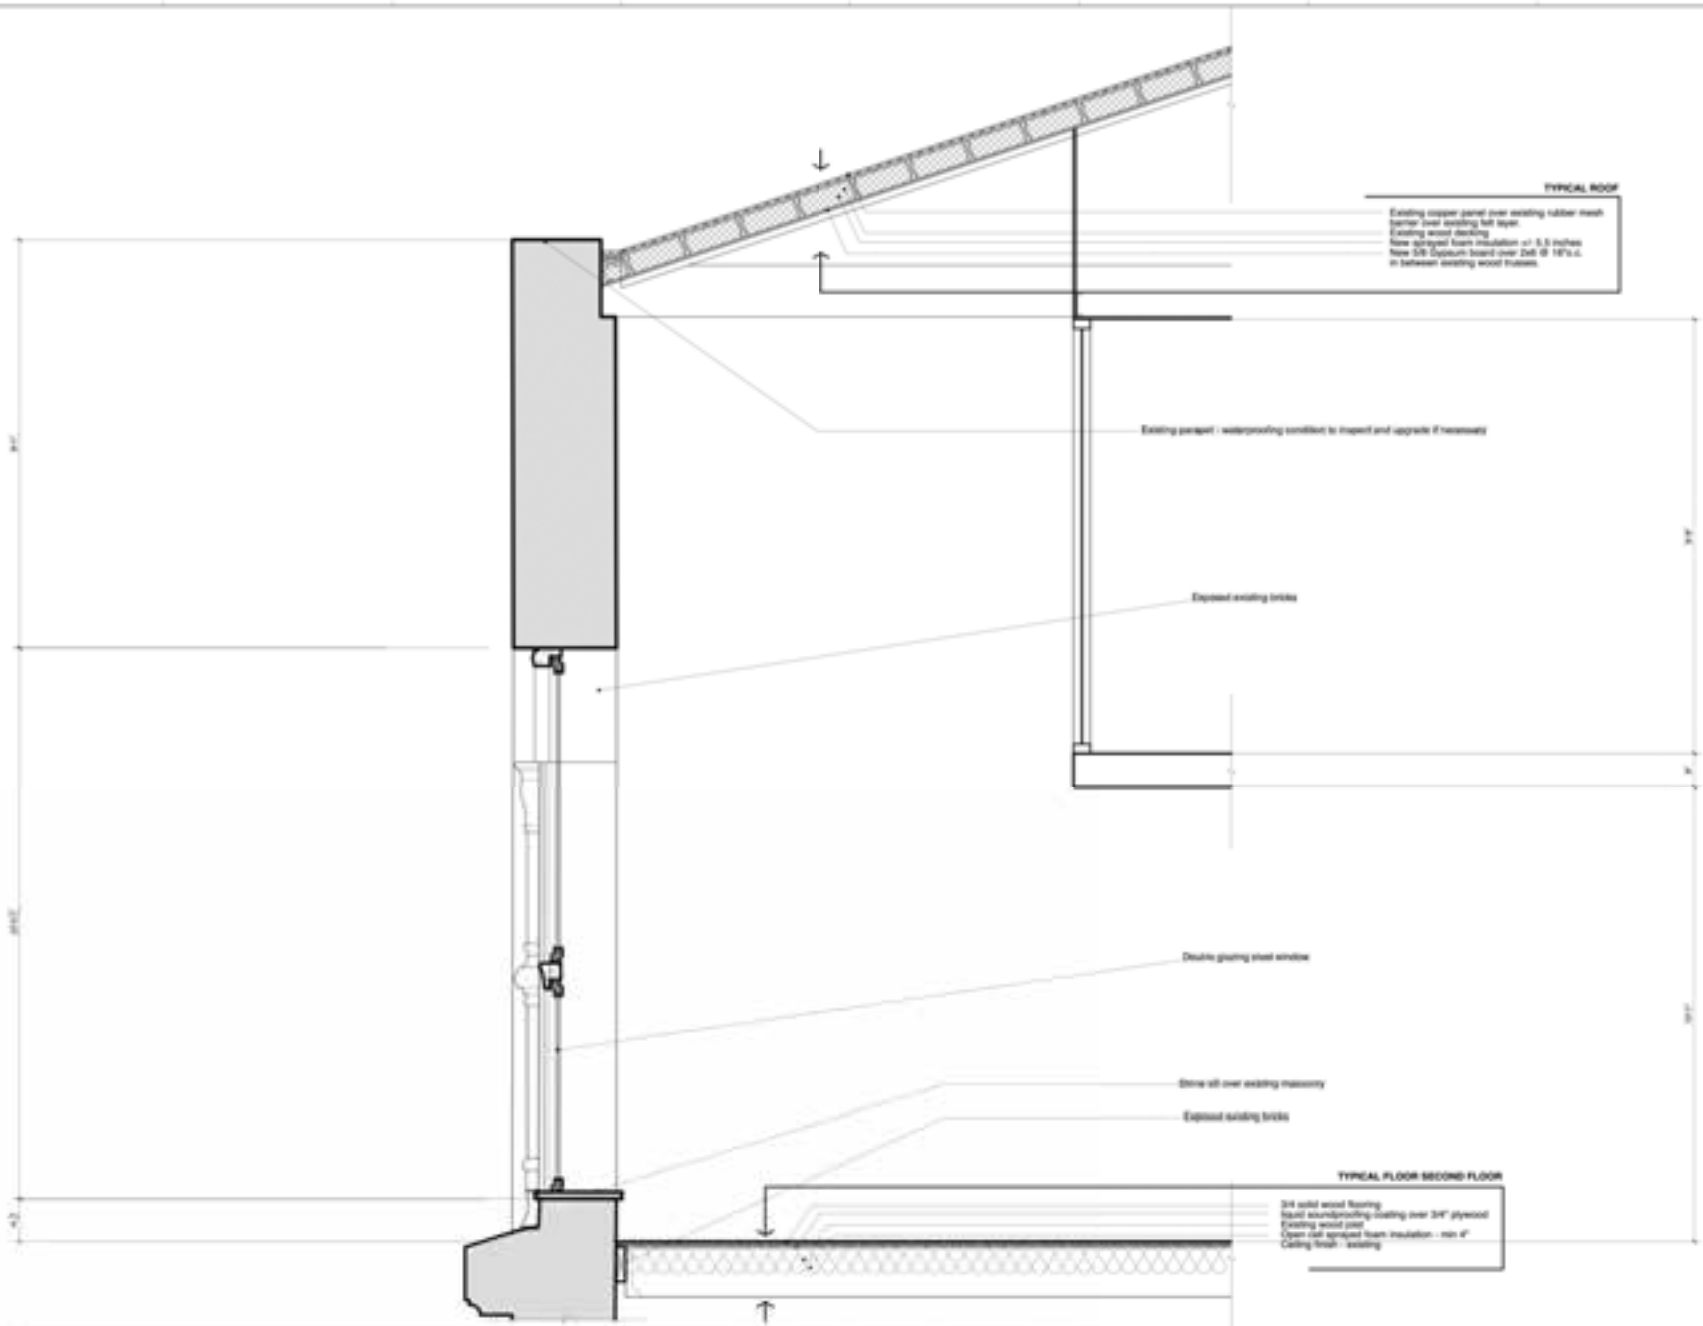 TYPICAL ROOF
Existing copper panel over existing rubber mesh
barrier over existing felt layer.
Existing wood decking
New sprayed foam insulation +/- 5.5 inches
New 5/8 Gypsum board over 2x6 @ 16"o.c.
in between existing wood trusses.
Existing parapet - waterproofing condition to inspect and upgrade if necessary
Exposed existing bricks
Double glazing steel window
Stone sill over existing masonry
Exposed existing bricks
TYPICAL FLOOR SECOND FLOOR
3/4 solid wood flooring
liquid soundproofing coating over 3/4" plywood
Existing wood joist
Open cell sprayed foam insulation - min 4"
Ceiling finish - existing